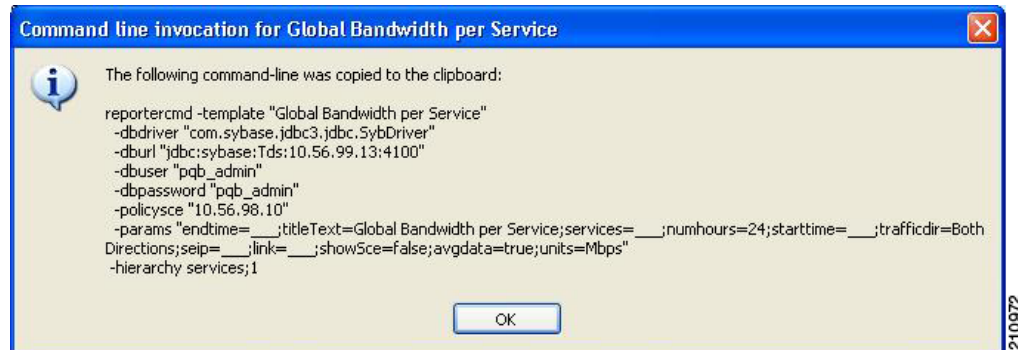 Command line invocation for Global Bandwidth per Service
The following command-line was copied to the clipboard:
reportercmd -template "Global Bandwidth per Service"
-dbdriver "com.sybase.jdbc3.jdbc.SybDriver"
-dburl "jdbc:sybase:Tds:10.56.99.13:4100"
-dbuser "pqb_admin"
-dbpassword "pqb_admin"
-policysce "10.56.98.10"
-params "endtime=___;titleText=Global Bandwidth per Service;services=___;numhours=24;starttime=___;trafficdir=Both
Directions;seip=___;link=___;showSce=false;avgdata=true;units=Mbps"
-hierarchy services;1
OK
210972